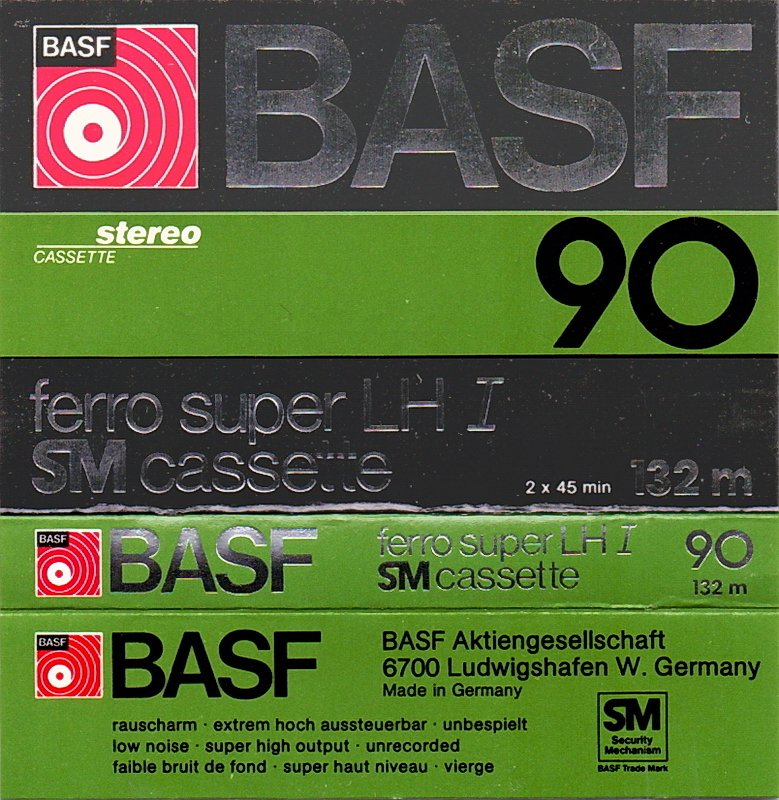 BASF
BASF
stereo
CASSETTE
90
ferro super LH I
SM cassette
2 x 45 min
132 m
BASF
BASF
ferro super LH I
SM cassette
90
132 m
BASF
BASF
BASF Aktiengesellschaft
6700 Ludwigshafen W. Germany
Made in Germany
rauscharm · extrem hoch aussteuerbar · unbespielt
low noise · super high output · unrecorded
faible bruit de fond · super haut niveau · vierge
SM
Security
Mechanism
BASF Trade Mark